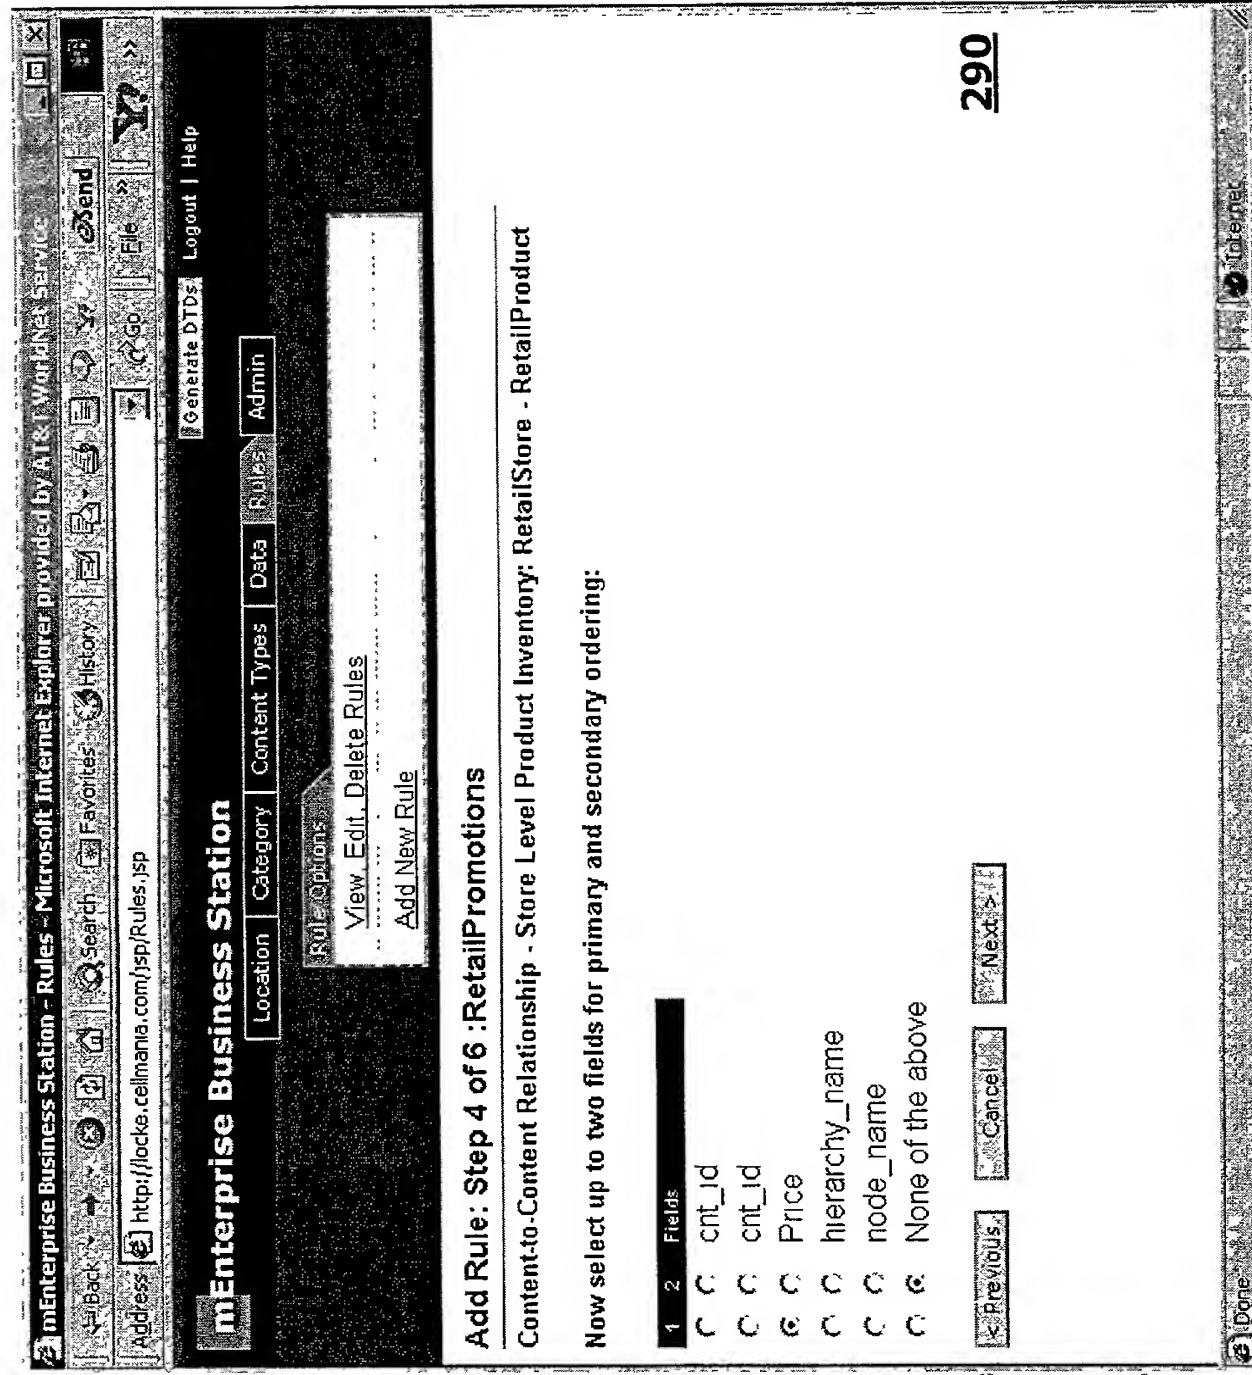 mEnterprise Business Station - Rules - Microsoft Internet Explorer provided by AT&T WorldNet Service
Back Search Favorites History Send
Address http://locke.cellmania.com/jsp/Rules.jsp Go File » Y! »
mEnterprise Business Station
Generate DTDs Logout | Help
Location Category Content Types Data Rules Admin
Rule Options
View, Edit, Delete Rules
Add New Rule
Add Rule: Step 4 of 6 :RetailPromotions
Content-to-Content Relationship - Store Level Product Inventory: RetailStore - RetailProduct
Now select up to two fields for primary and secondary ordering:
1 2 Fields
cnt_id
cnt_id
Price
hierarchy_name
node_name
None of the above
< Previous Cancel Next >
290
Done Internet